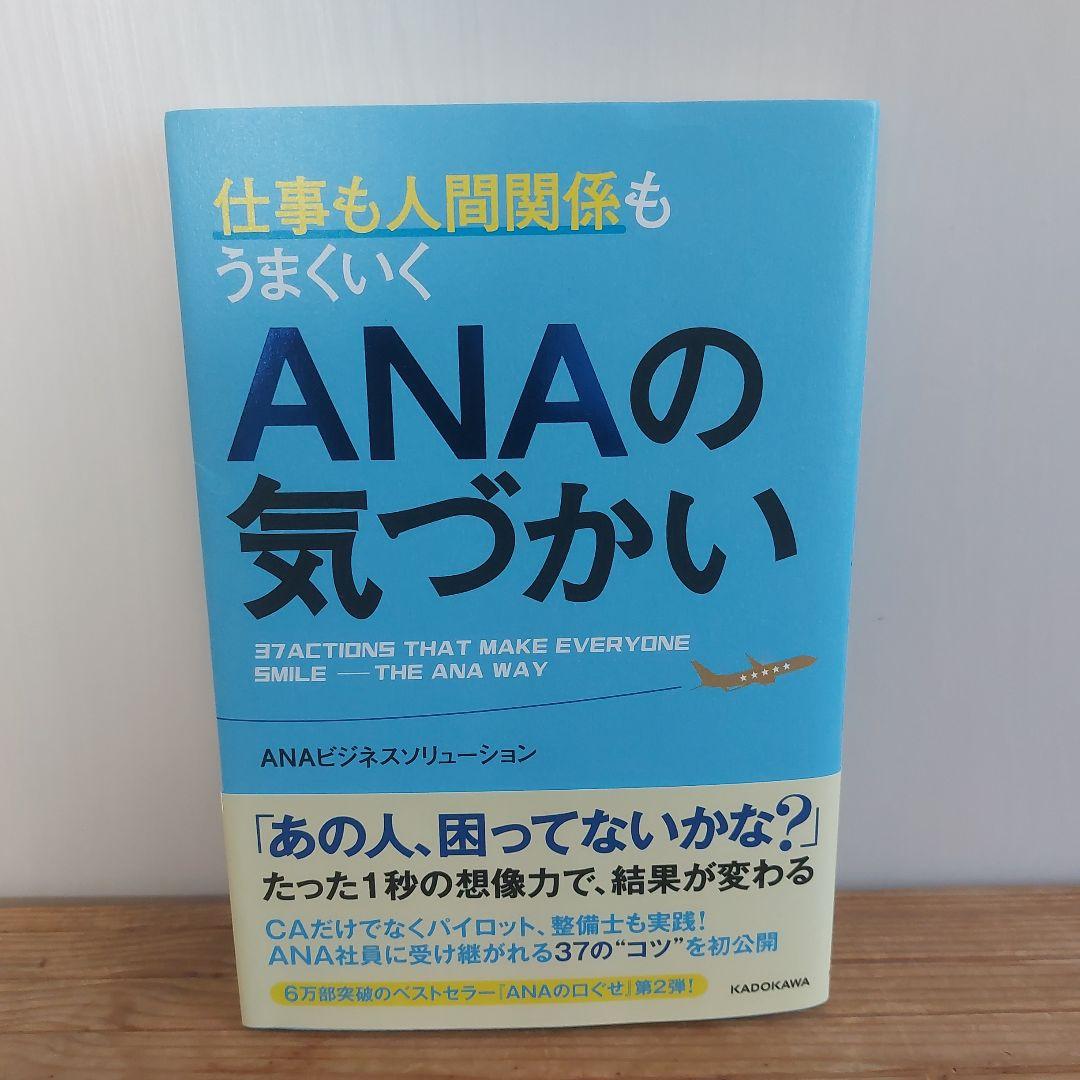 仕事も人間関係も
うまくいく
ANAの
気づかい
37ACTIONS THAT MAKE EVERYONE
SMILE — THE ANA WAY
ANAビジネスソリューション
「あの人、困ってないかな?」
たった1秒の想像力で、結果が変わる
CAだけでなくパイロット、整備士も実践!
ANA社員に受け継がれる37の“コツ”を初公開
6万部突破のベストセラー『ANAの口ぐせ』第2弾!
KADOKAWA